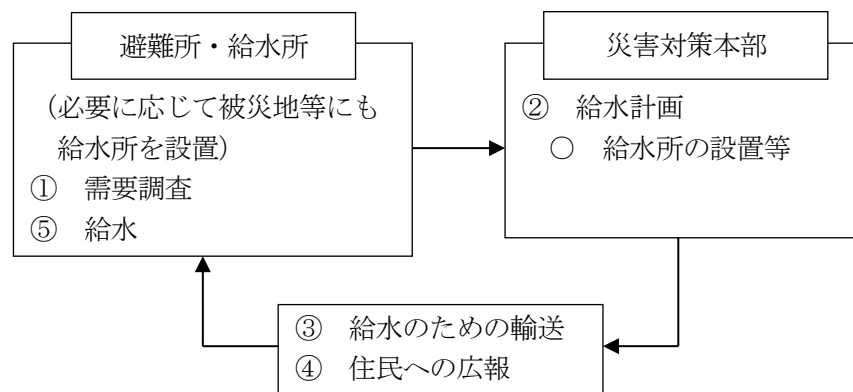 避難所・給水所
(必要に応じて被災地等にも
給水所を設置)
① 需要調査
⑤ 給水
災害対策本部
② 給水計画
○ 給水所の設置等
③ 給水のための輸送
④ 住民への広報